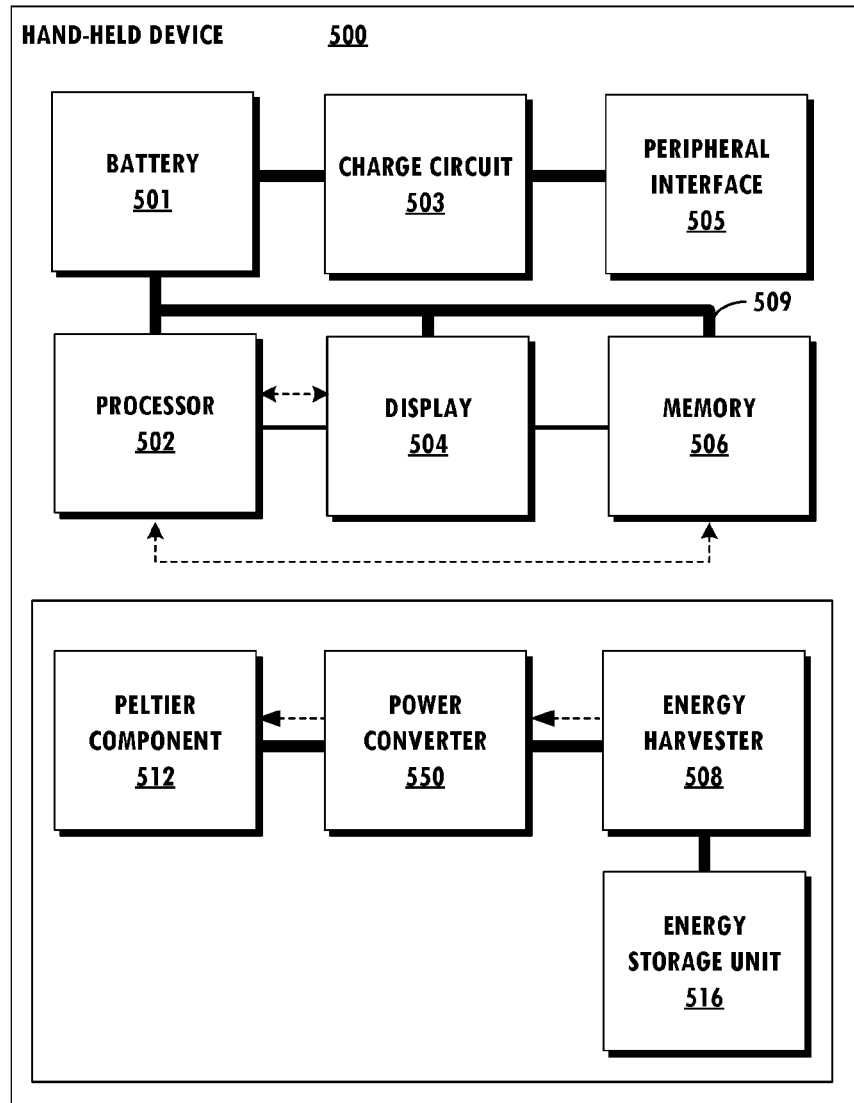 HAND-HELD DEVICE 500
BATTERY
501
CHARGE CIRCUIT
503
PERIPHERAL
INTERFACE
505
509
PROCESSOR
502
DISPLAY
504
MEMORY
506
PELTIER
COMPONENT
512
POWER
CONVERTER
550
ENERGY
HARVESTER
508
ENERGY
STORAGE UNIT
516